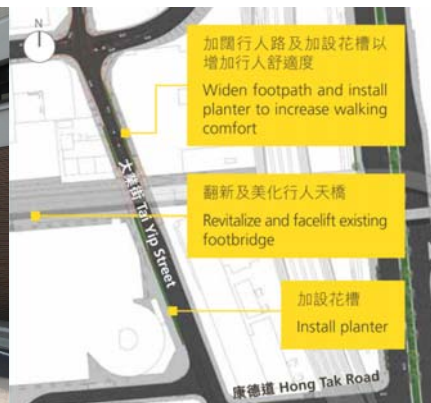 N
加闊行人路及加設花槽以
增加行人舒適度
Widen footpath and install
planter to increase walking
comfort
大業街 Tai Yip Street
翻新及美化行人天橋
Revitalize and facelift existing
footbridge
加設花槽
Install planter
康德道 Hong Tak Road